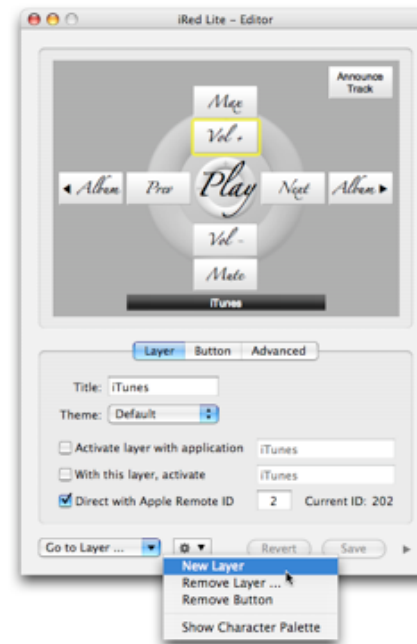 iRed Lite – Editor
Announce
Track
Max
Vol +
◀ Album Prev Play Next Album ▶
Vol -
Mute
iTunes
Layer Button Advanced
Title: iTunes
Theme: Default
Activate layer with application iTunes
With this layer, activate iTunes
Direct with Apple Remote ID 2 Current ID: 202
Go to Layer ... Revert Save
New Layer
Remove Layer ...
Remove Button
Show Character Palette